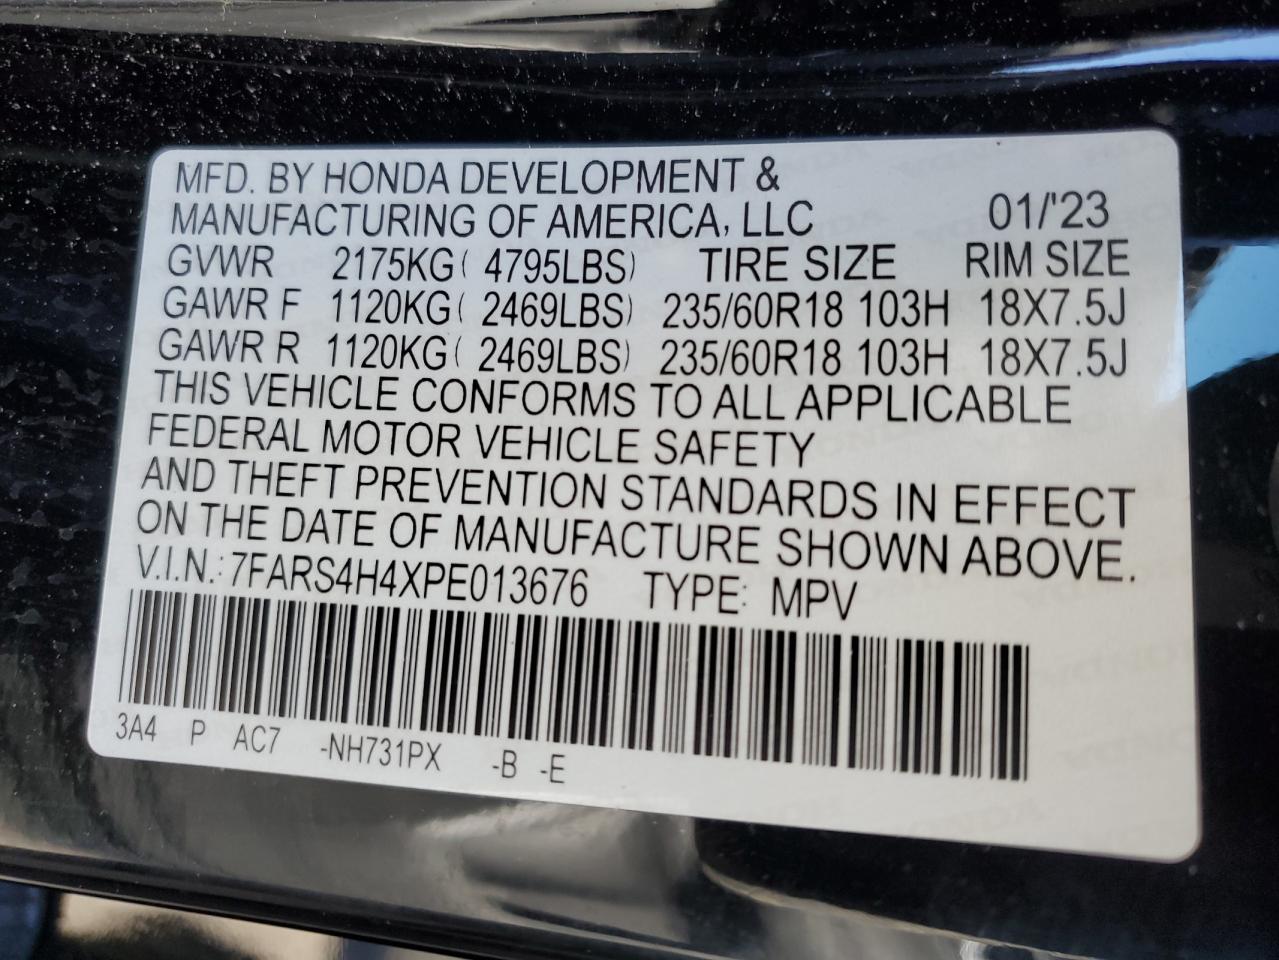 MFD. BY HONDA DEVELOPMENT &
MANUFACTURING OF AMERICA, LLC 01/'23
GVWR 2175KG( 4795LBS) TIRE SIZE RIM SIZE
GAWR F 1120KG( 2469LBS) 235/60R18 103H 18X7.5J
GAWR R 1120KG( 2469LBS) 235/60R18 103H 18X7.5J
THIS VEHICLE CONFORMS TO ALL APPLICABLE
FEDERAL MOTOR VEHICLE SAFETY
AND THEFT PREVENTION STANDARDS IN EFFECT
ON THE DATE OF MANUFACTURE SHOWN ABOVE.
V.I.N.: 7FARS4H4XPE013676 TYPE: MPV
3A4 P AC7 -NH731PX -B -E